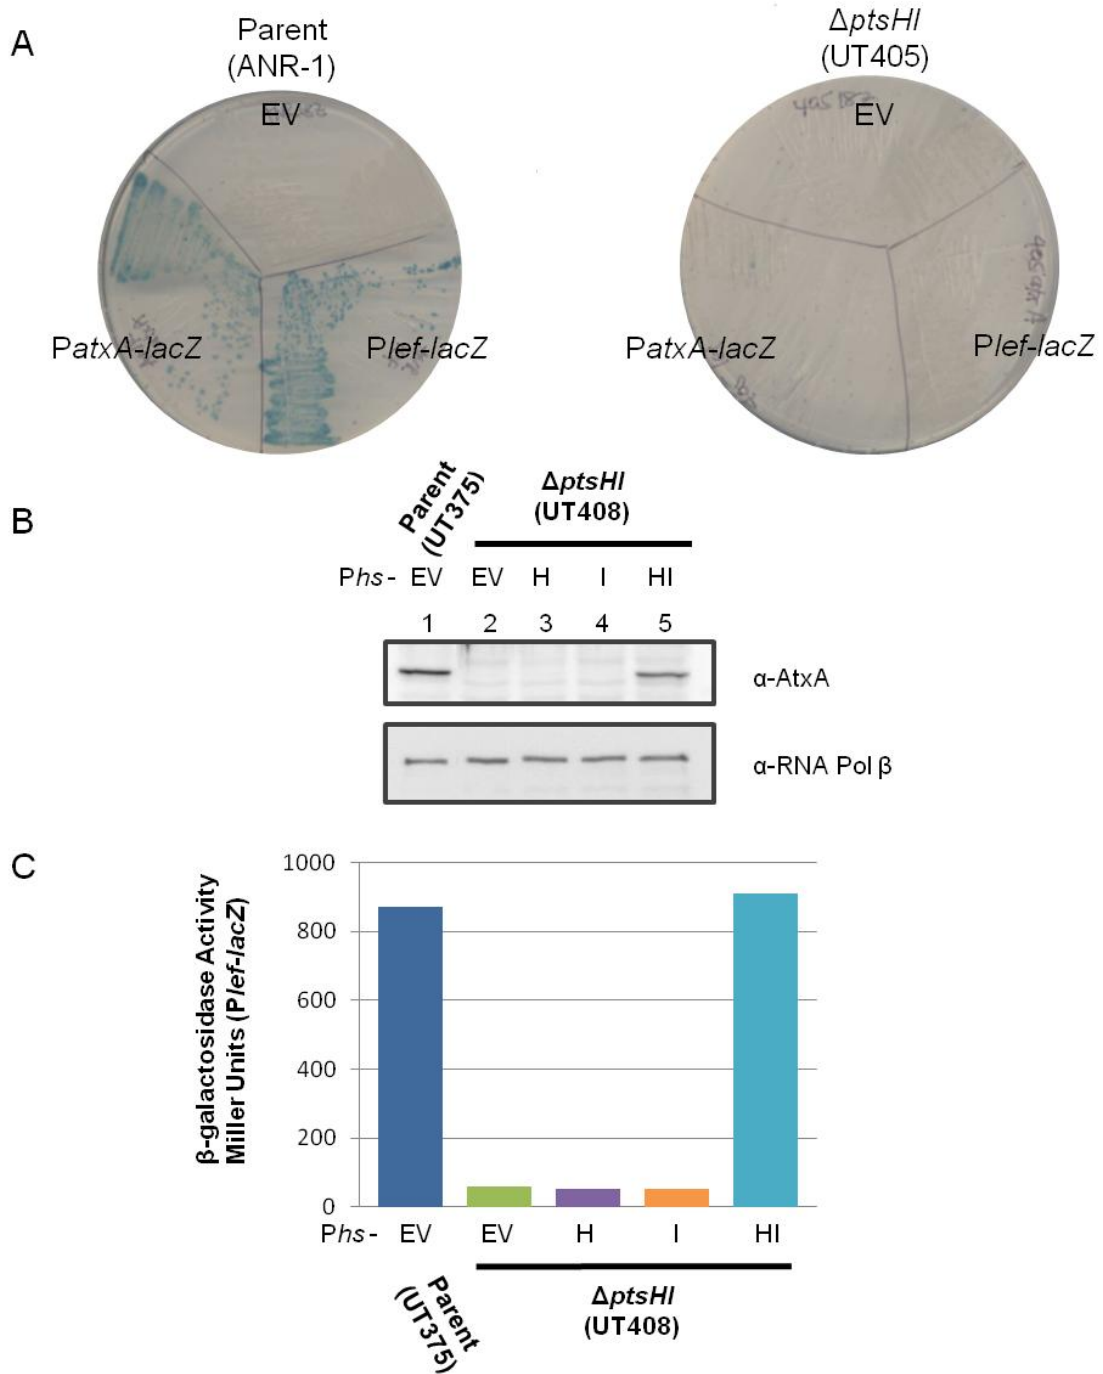 A
Parent
(ANR-1)
EV
PatxA-lacZ
Plef-lacZ
ΔptsHI
(UT405)
EV
PatxA-lacZ
Plef-lacZ
B
Parent
(UT375)
ΔptsHI
(UT408)
Phs- EV EV H I HI
1 2 3 4 5
α-AtxA
α-RNA Pol β
C
β-galactosidase Activity
Miller Units (Plef-lacZ)
1000
800
600
400
200
0
Phs- EV EV H I HI
Parent
(UT375)
ΔptsHI
(UT408)